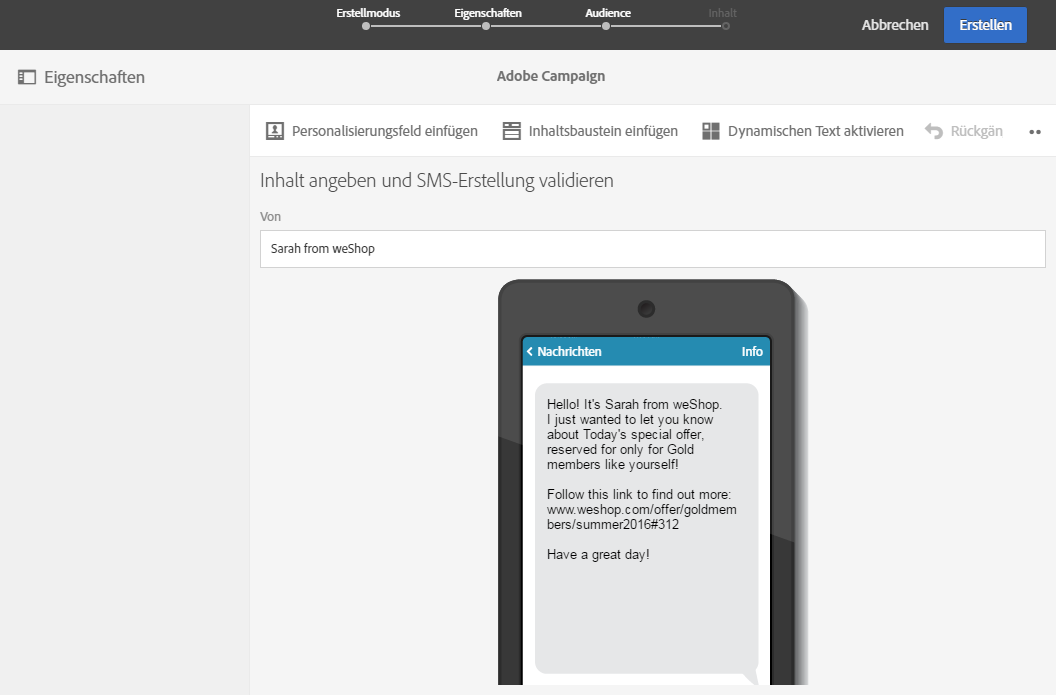 Erstellmodus Eigenschaften Audience Inhalt
Abbrechen Erstellen
Eigenschaften
Adobe Campaign
Personalisierungsfeld einfügen Inhaltsbaustein einfügen Dynamischen Text aktivieren Rückgän
Inhalt angeben und SMS-Erstellung validieren
Von
Sarah from weShop
Nachrichten Info
Hello! It's Sarah from weShop.
I just wanted to let you know
about Today's special offer,
reserved for only for Gold
members like yourself!
Follow this link to find out more:
www.weshop.com/offer/goldmem
bers/summer2016#312
Have a great day!